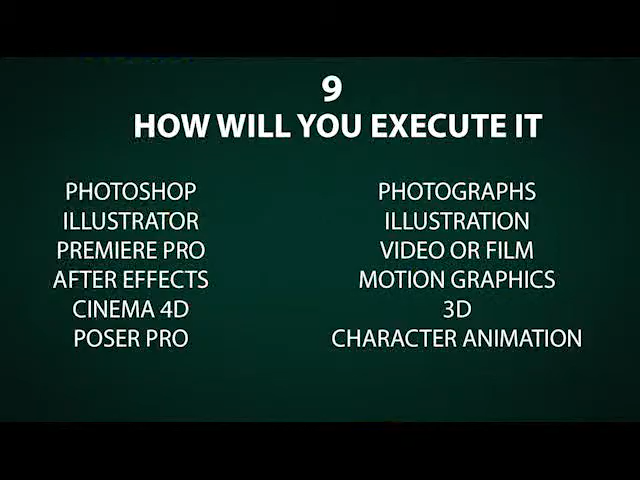 9
HOW WILL YOU EXECUTE IT
PHOTOSHOP
ILLUSTRATOR
PREMIERE PRO
AFTER EFFECTS
CINEMA 4D
POSER PRO
PHOTOGRAPHS
ILLUSTRATION
VIDEO OR FILM
MOTION GRAPHICS
3D
CHARACTER ANIMATION